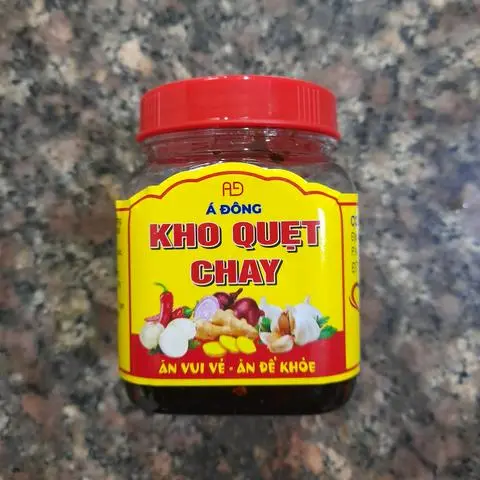 AĐ
Á ĐÔNG
KHO QUẸT
CHAY
ĂN VUI VẺ - ĂN ĐỂ KHỎE